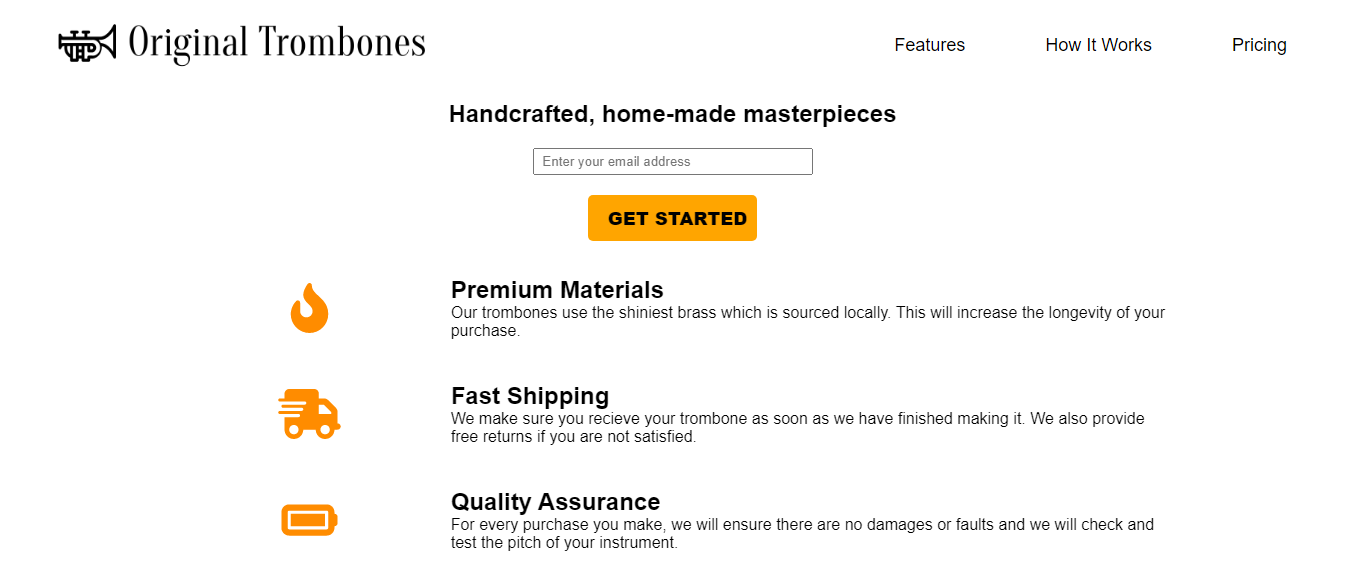 Original Trombones
Features
How It Works
Pricing
Handcrafted, home-made masterpieces
Enter your email address
GET STARTED
Premium Materials
Our trombones use the shiniest brass which is sourced locally. This will increase the longevity of your
purchase.
Fast Shipping
We make sure you recieve your trombone as soon as we have finished making it. We also provide
free returns if you are not satisfied.
Quality Assurance
For every purchase you make, we will ensure there are no damages or faults and we will check and
test the pitch of your instrument.